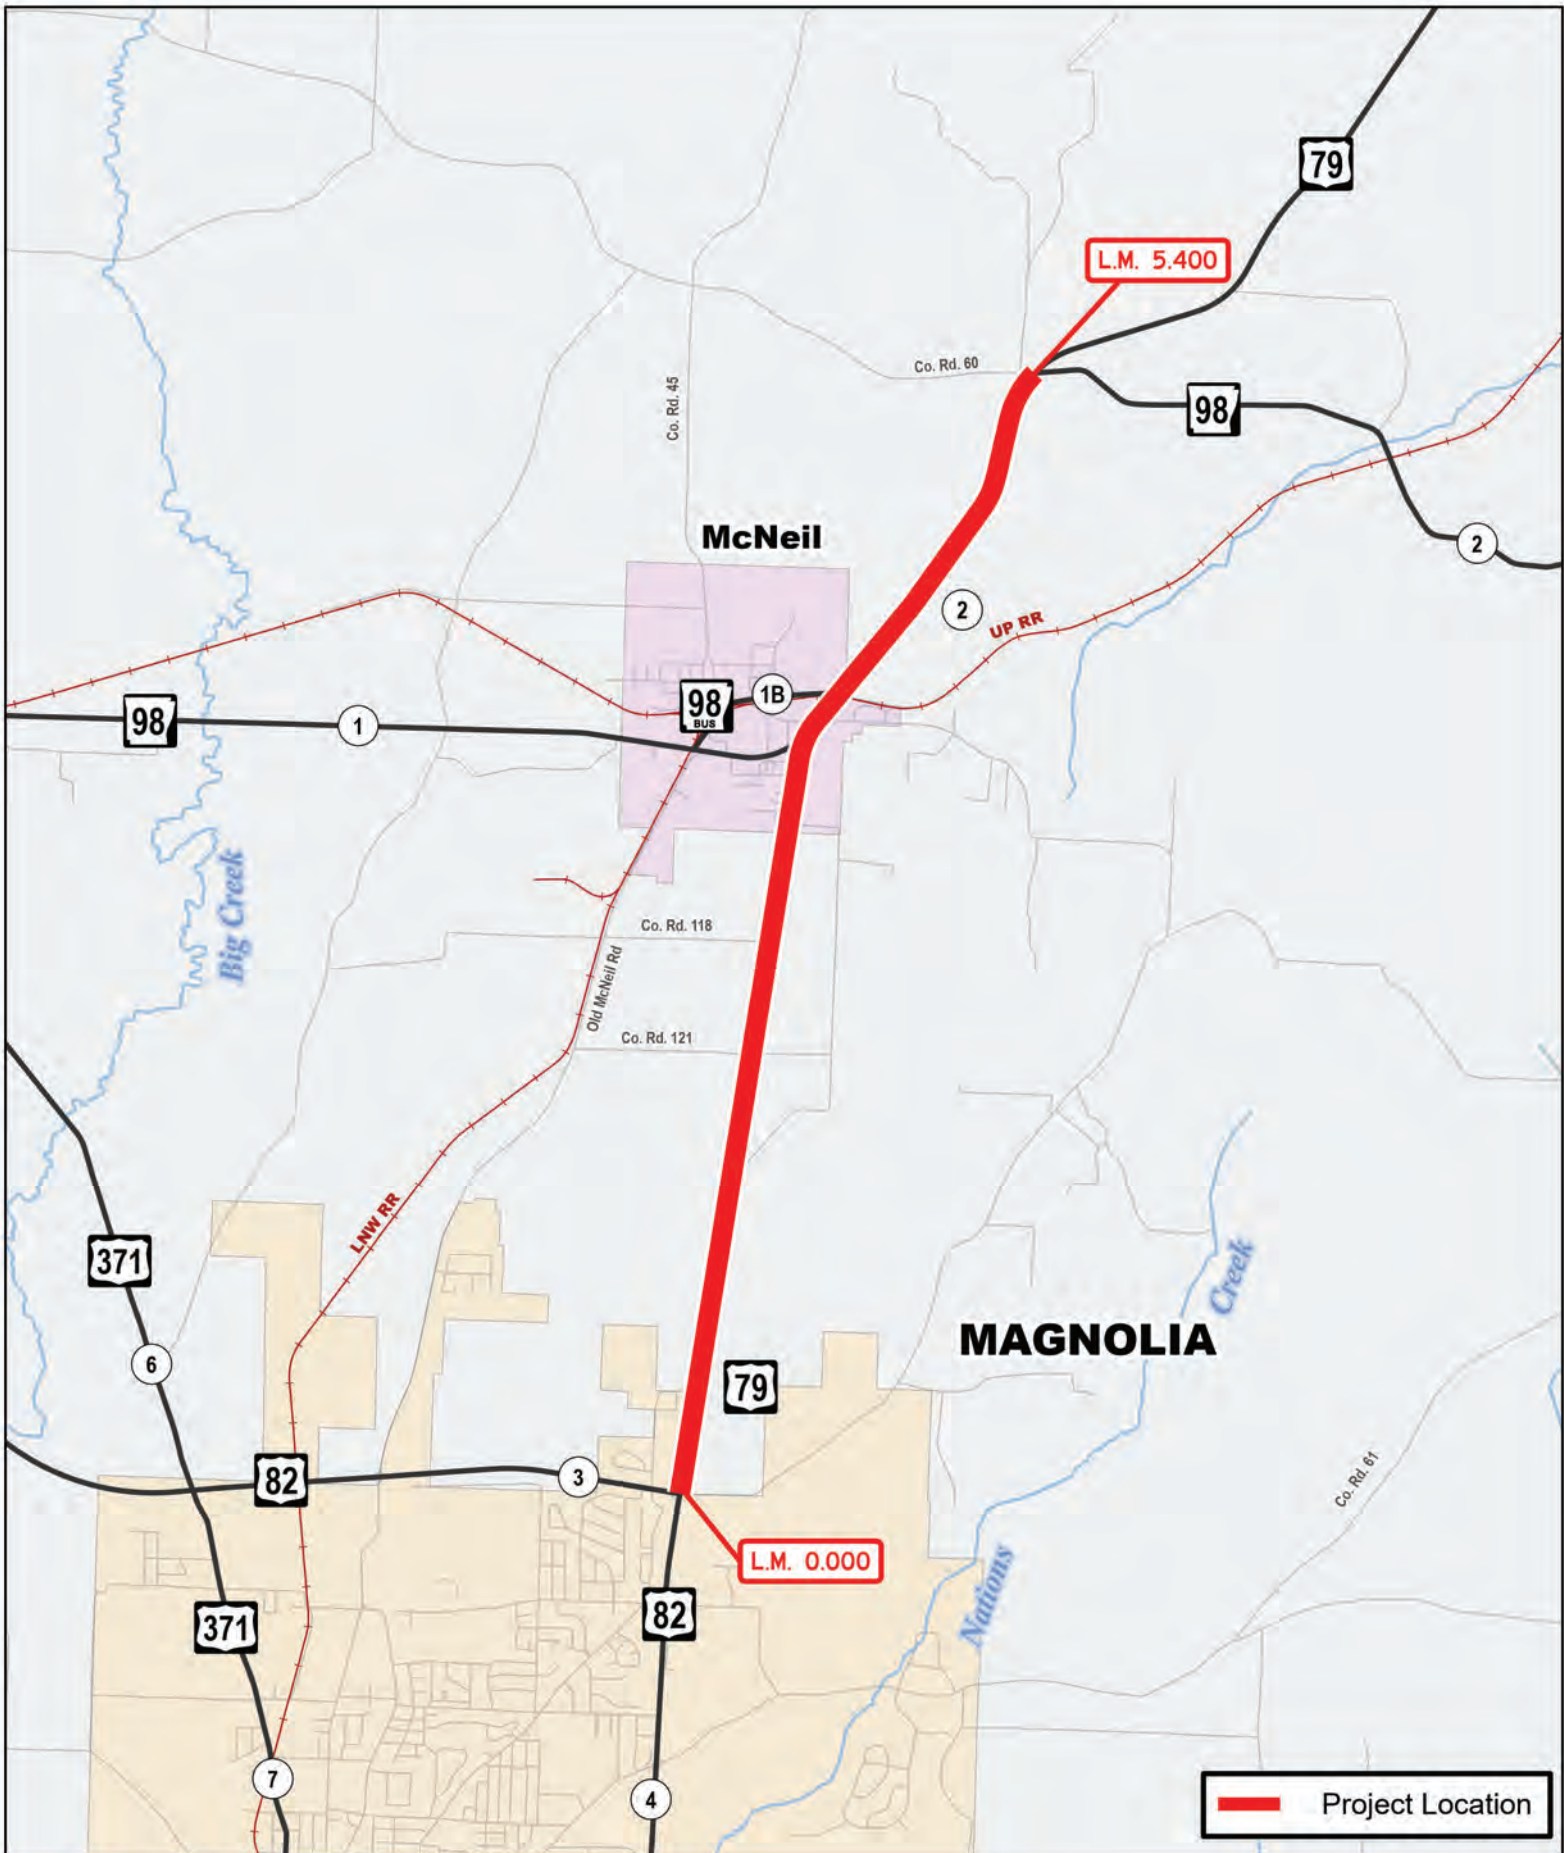 79
L.M. 5.400
Co. Rd. 60
Co. Rd. 45
98
McNeil
2
2
UP RR
98
BUS
1B
98
1
Big Creek
Co. Rd. 118
Old McNeil Rd
Co. Rd. 121
LNW RR
371
Creek
MAGNOLIA
6
79
82
3
Co. Rd. 61
L.M. 0.000
Nations
82
371
7
4
Project Location